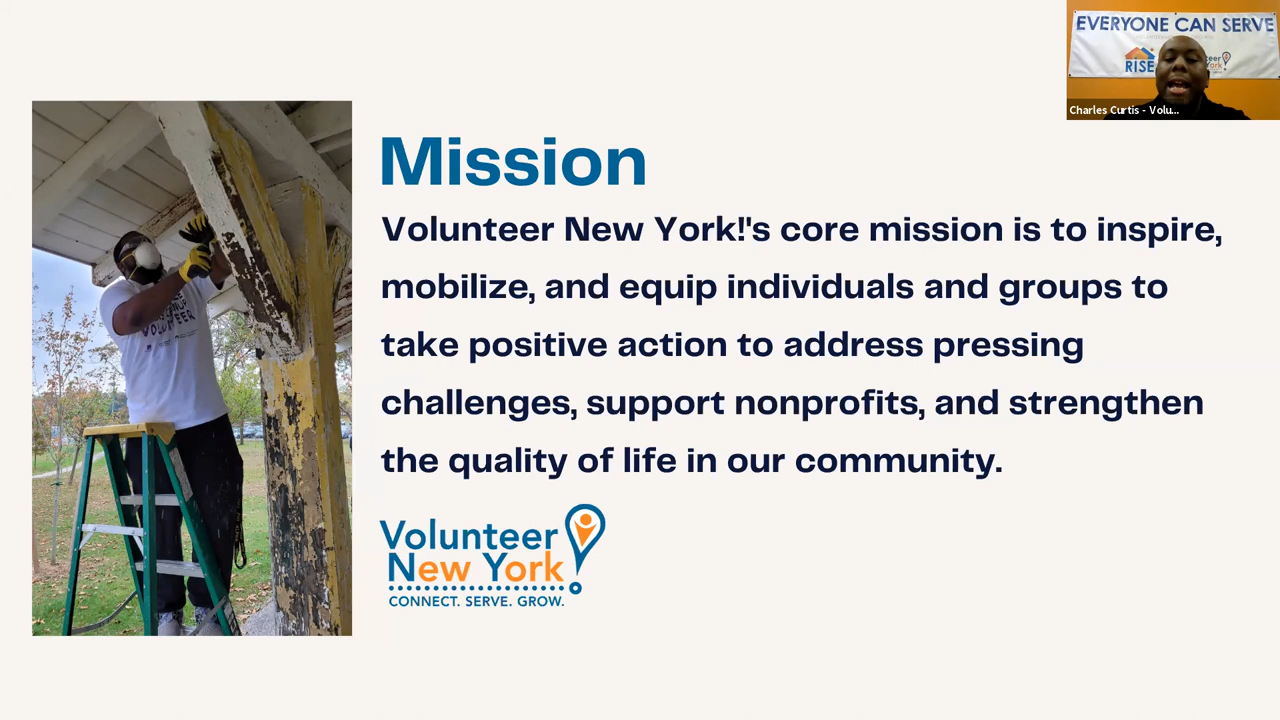 EVERYONE CAN SERVE
RISE
Charles Curtis - Volu...
Mission
Volunteer New York!'s core mission is to inspire,
mobilize, and equip individuals and groups to
take positive action to address pressing
challenges, support nonprofits, and strengthen
the quality of life in our community.
Volunteer
New York
CONNECT. SERVE. GROW.